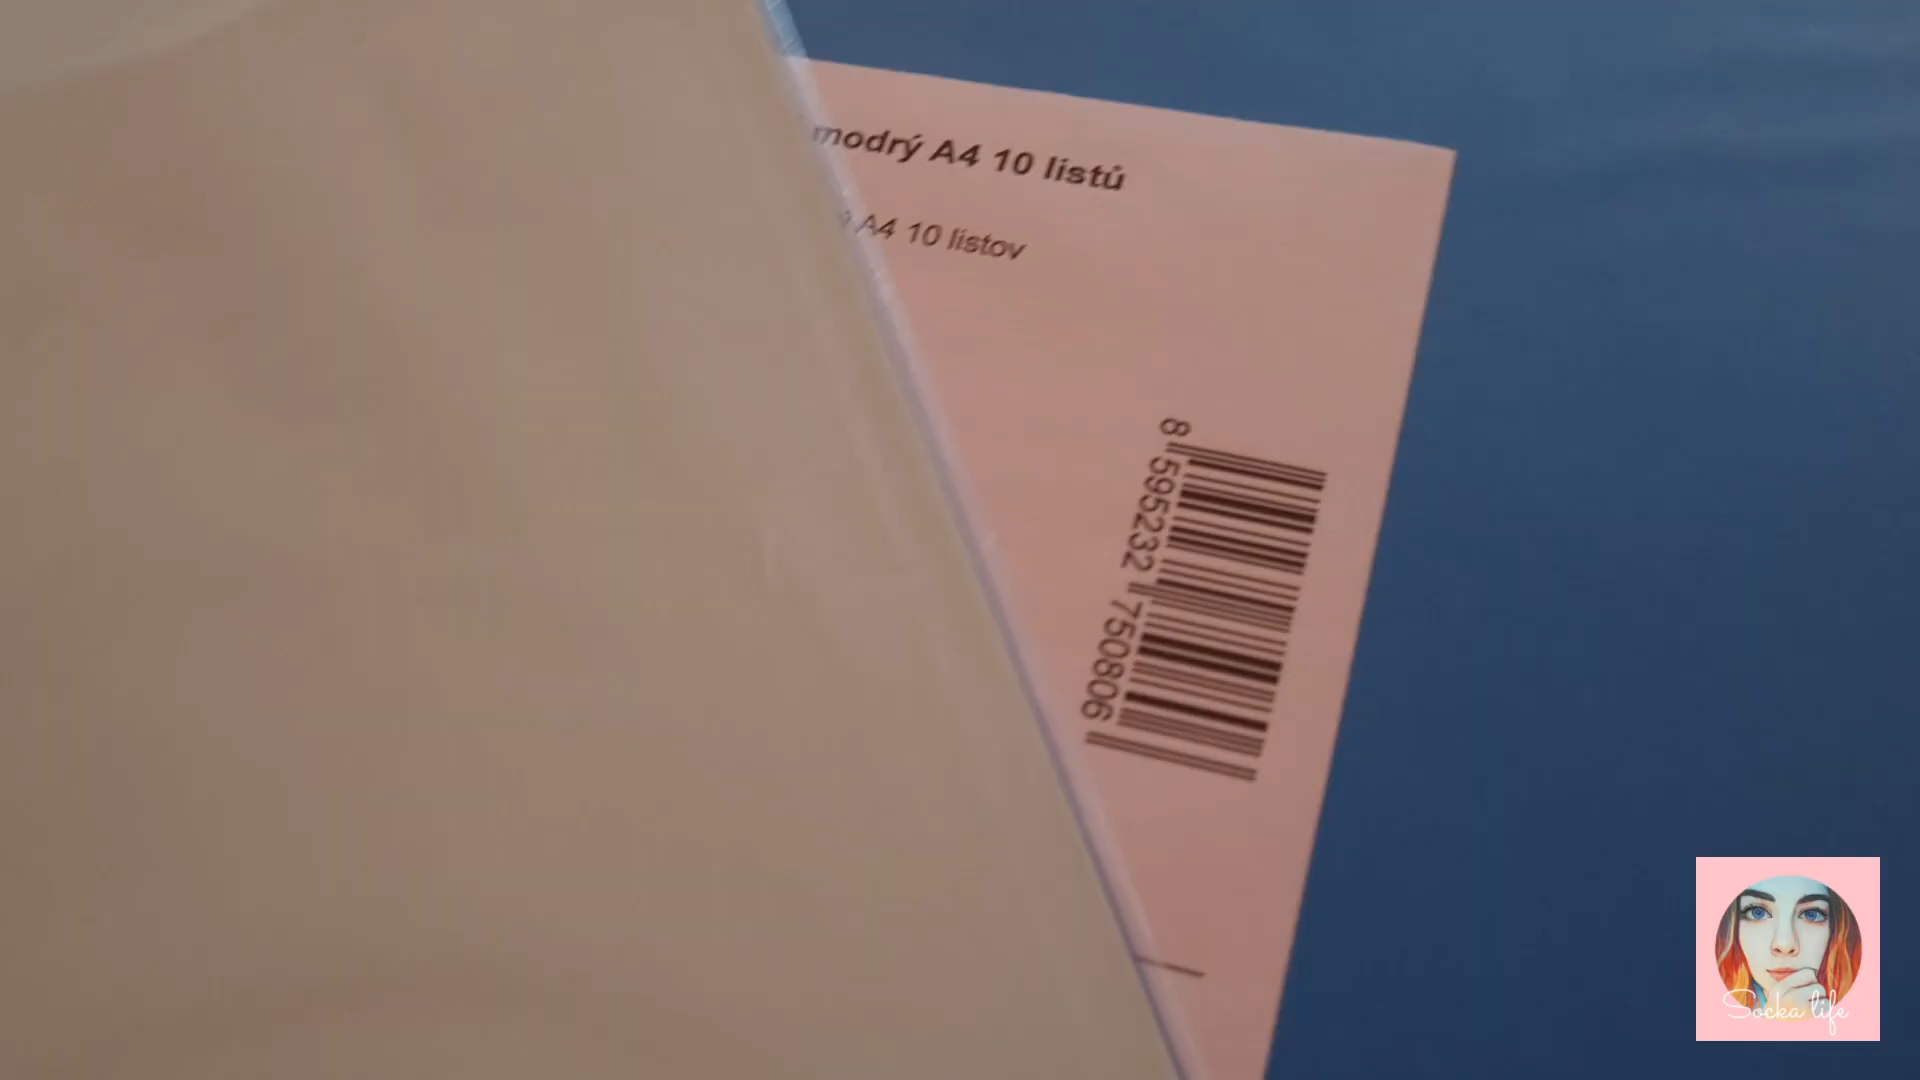 modrý A4 10 listů
A4 10 listov
8 595232 750806
Socka life